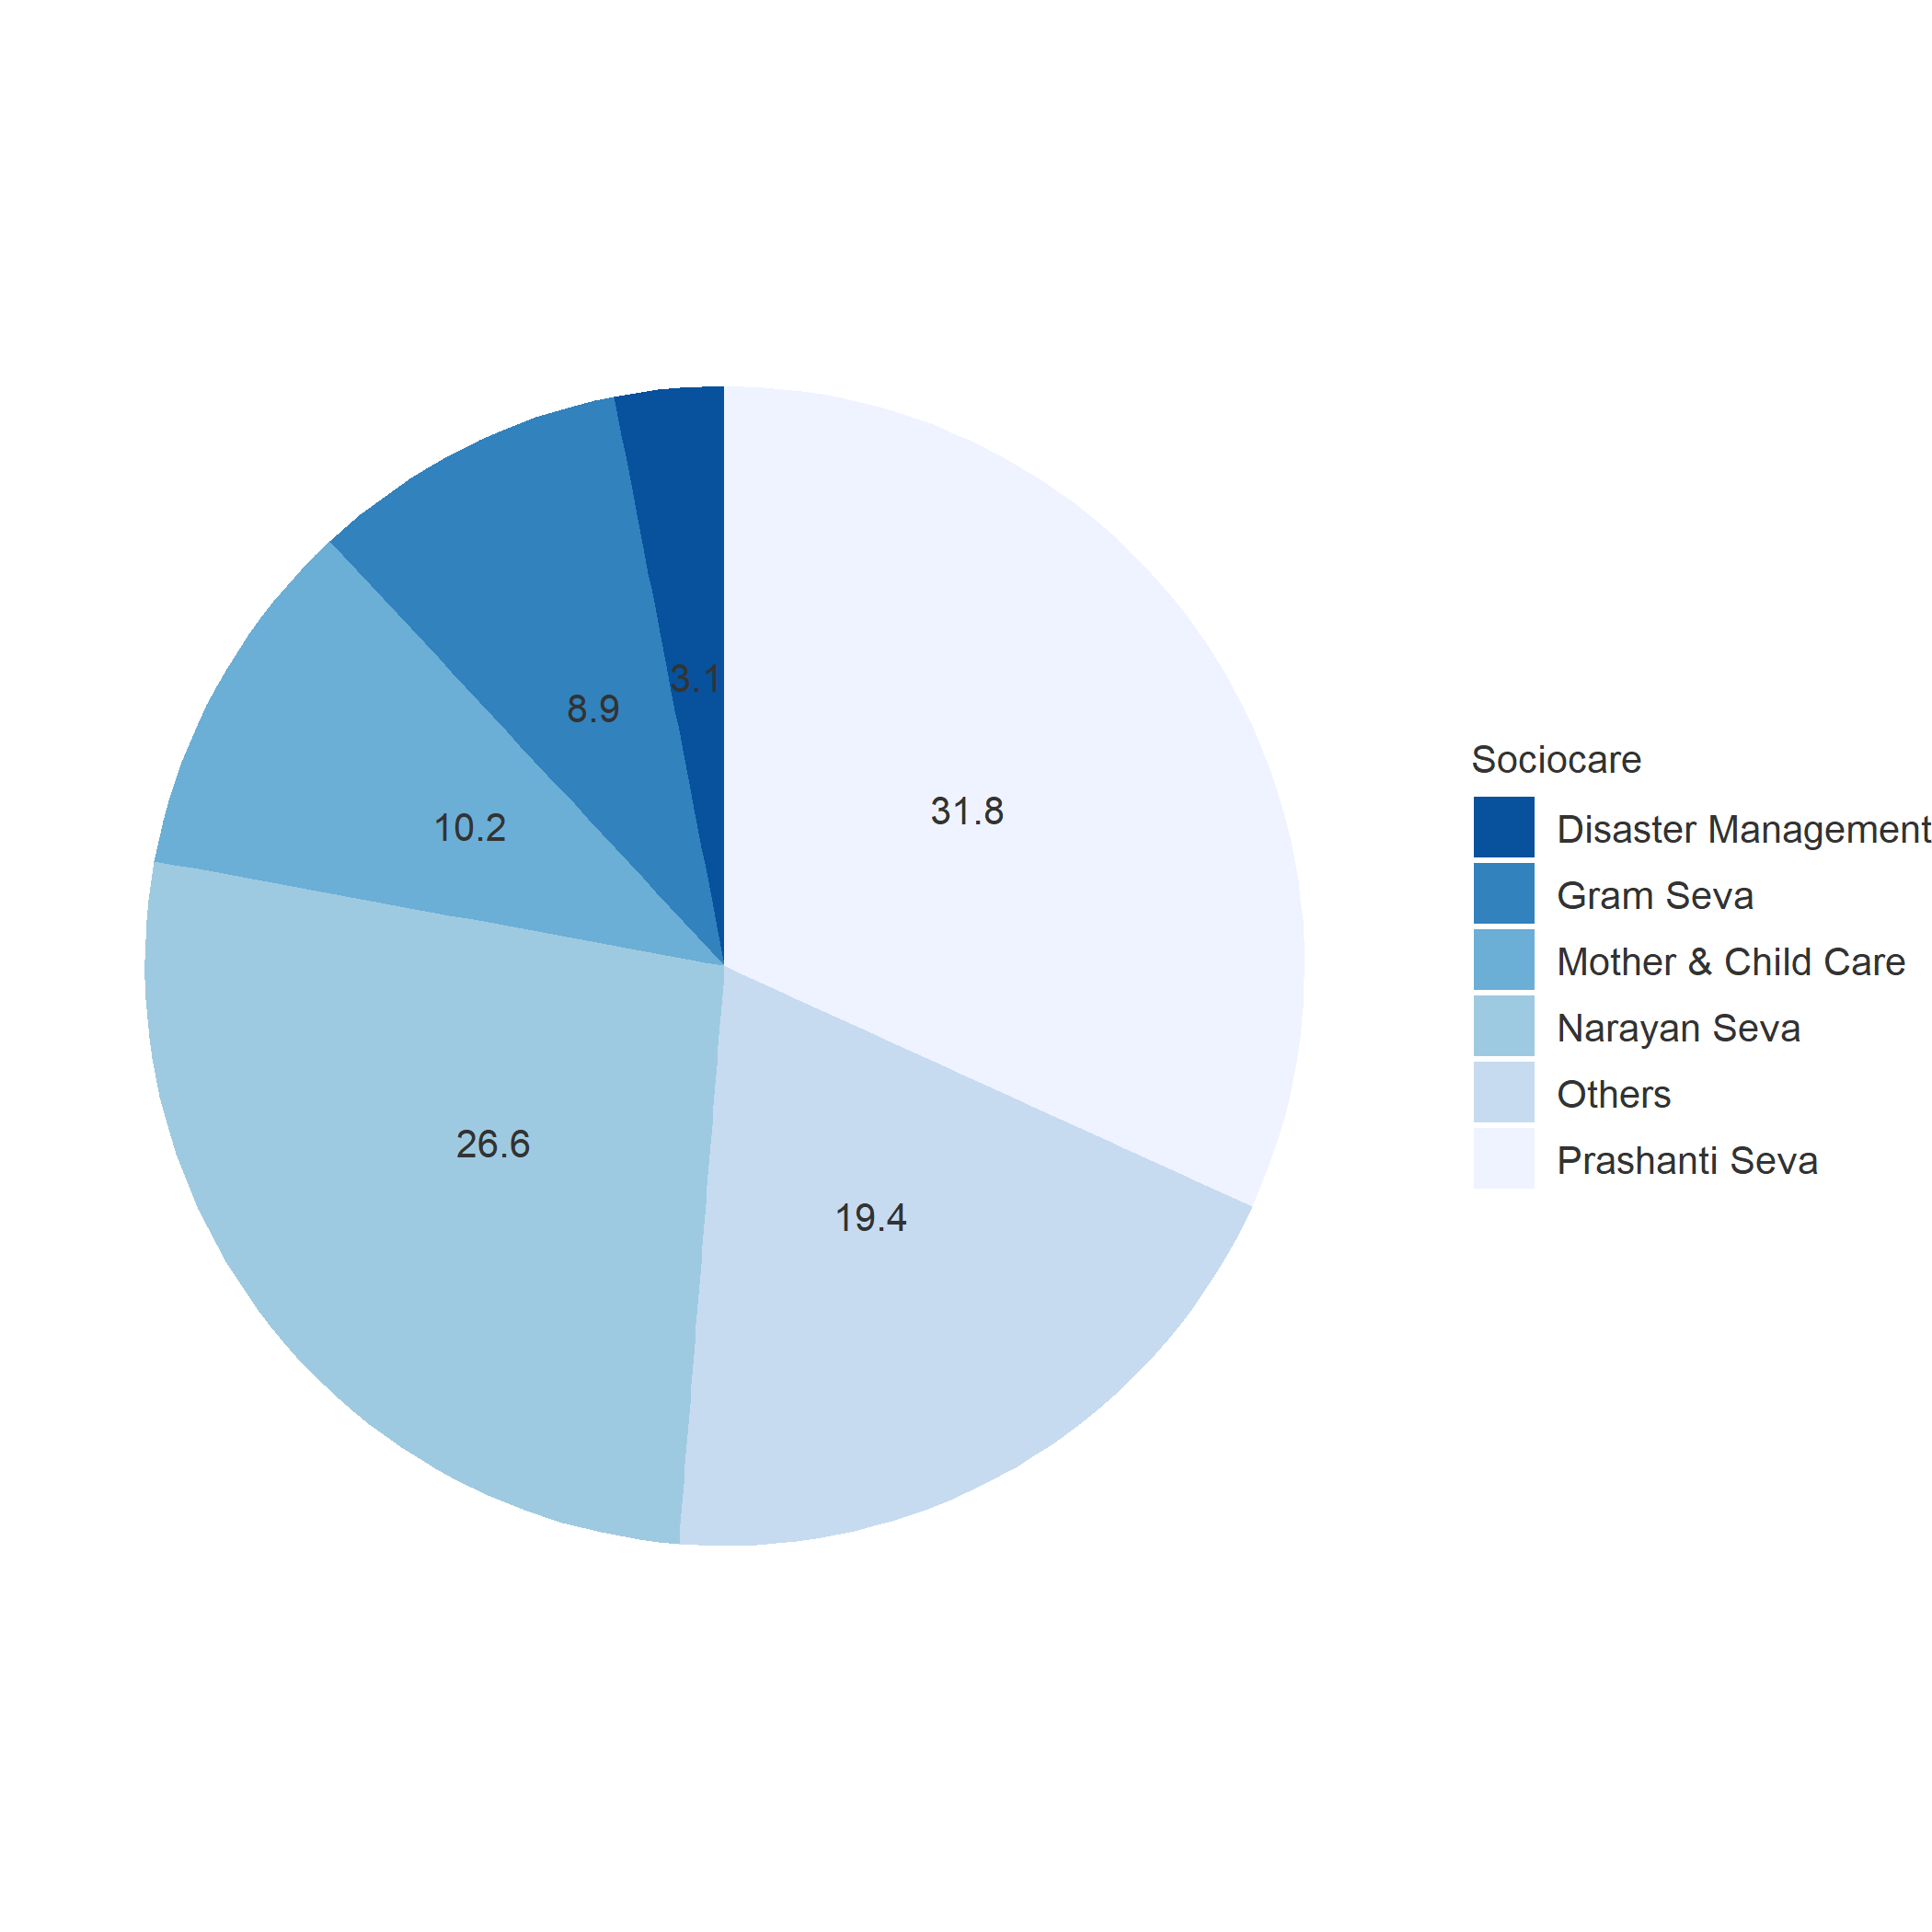 3.1
8.9
31.8
10.2
26.6
19.4
Sociocare
Disaster Management
Gram Seva
Mother & Child Care
Narayan Seva
Others
Prashanti Seva